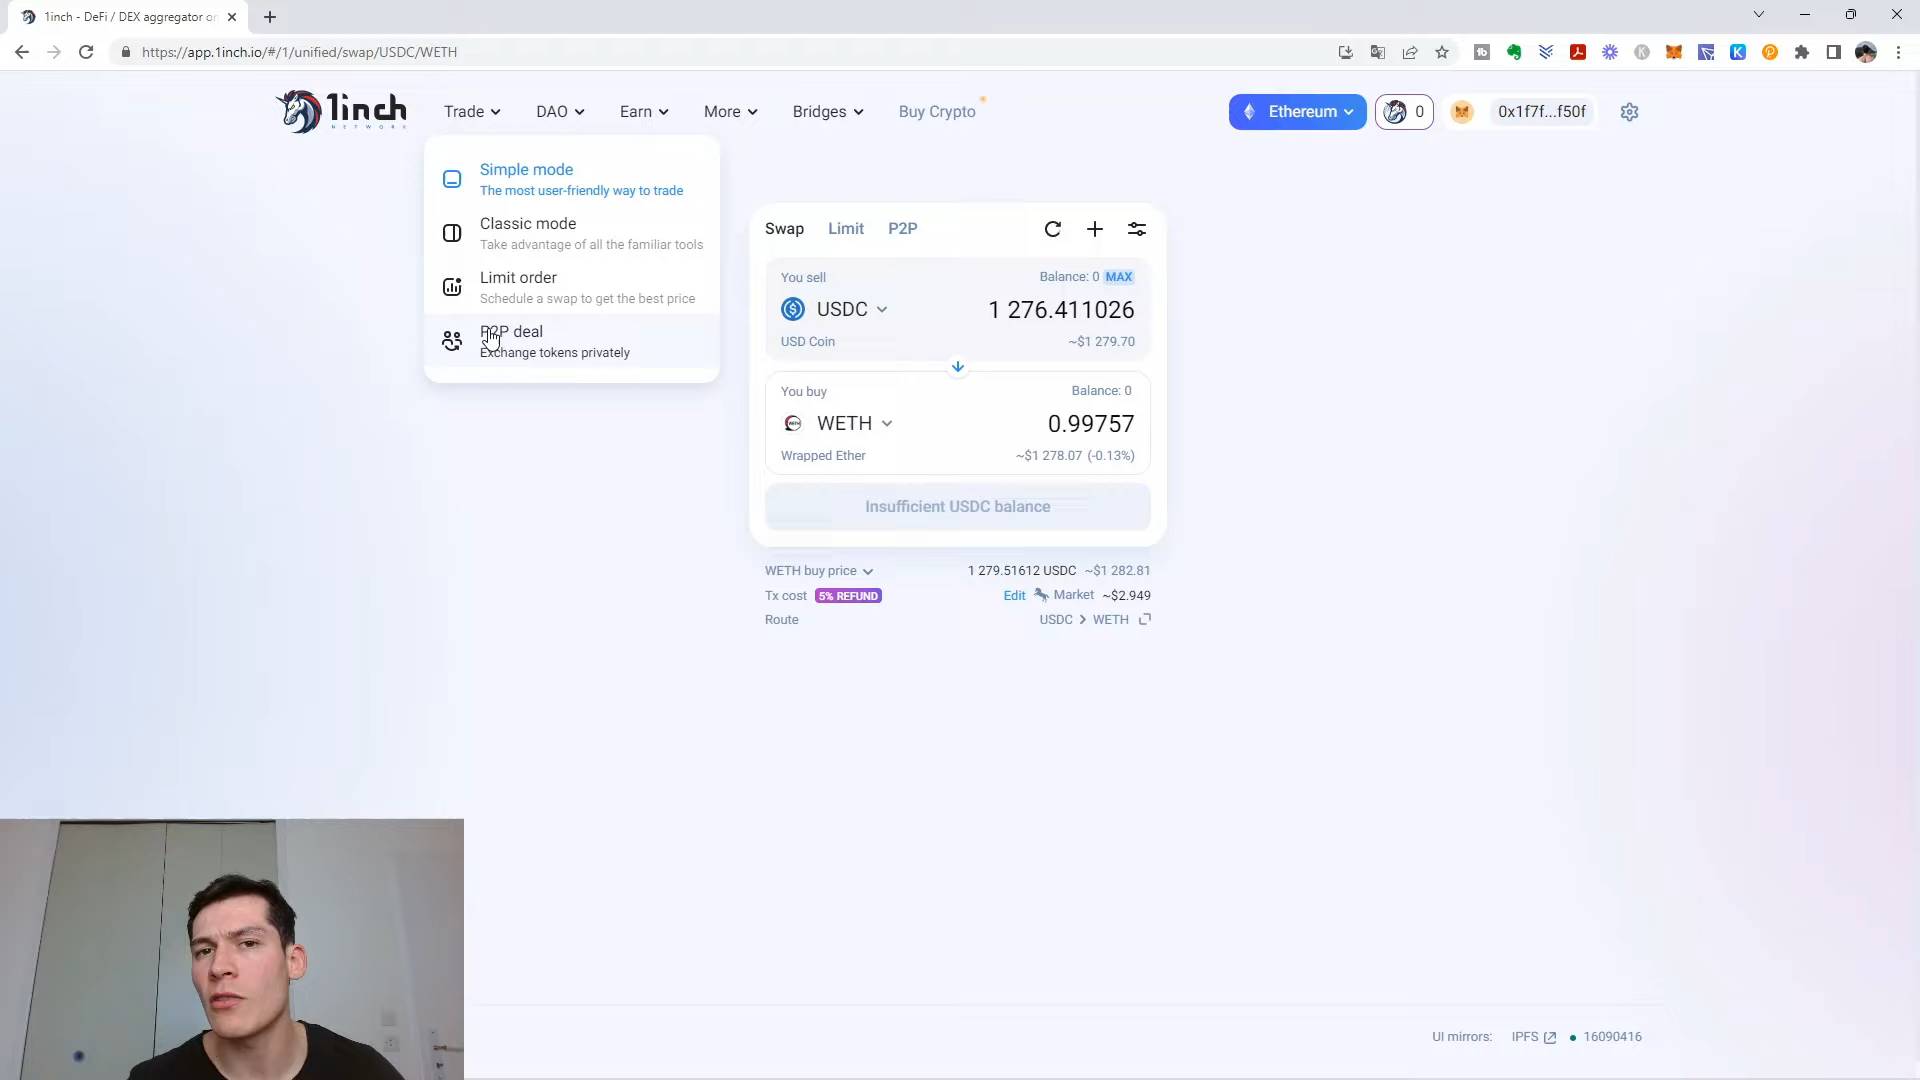 1inch - DeFi / DEX aggregator on
https://app.1inch.io/#/1/unified/swap/USDC/WETH
1inch
NETWORK
Trade
DAO
Earn
More
Bridges
Buy Crypto
Ethereum
0
0x1f7f...f50f
Simple mode
The most user-friendly way to trade
Classic mode
Take advantage of all the familiar tools
Limit order
Schedule a swap to get the best price
P2P deal
Exchange tokens privately
Swap
Limit
P2P
You sell
Balance: 0 MAX
USDC
1 276.411026
USD Coin
~$1 279.70
You buy
Balance: 0
WETH
0.99757
Wrapped Ether
~$1 278.07 (-0.13%)
Insufficient USDC balance
WETH buy price
1 279.51612 USDC ~$1 282.81
Tx cost 5% REFUND
Edit Market ~$2.949
Route
USDC > WETH
UI mirrors: IPFS 16090416